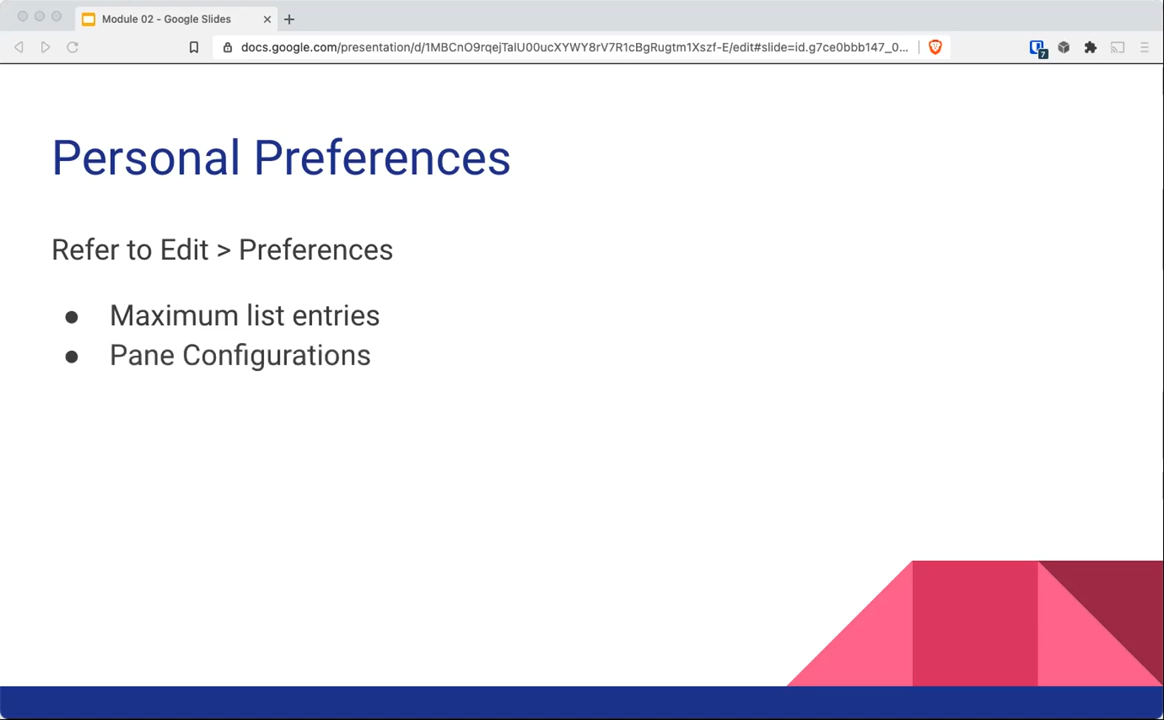 Module 02 - Google Slides
docs.google.com/presentation/d/1MBCnO9rqejTalU00ucXYWY8rV7R1cBgRugtm1Xszf-E/edit#slide=id.g7ce0bbb147_0...
7
Personal Preferences
Refer to Edit > Preferences
● Maximum list entries
● Pane Configurations